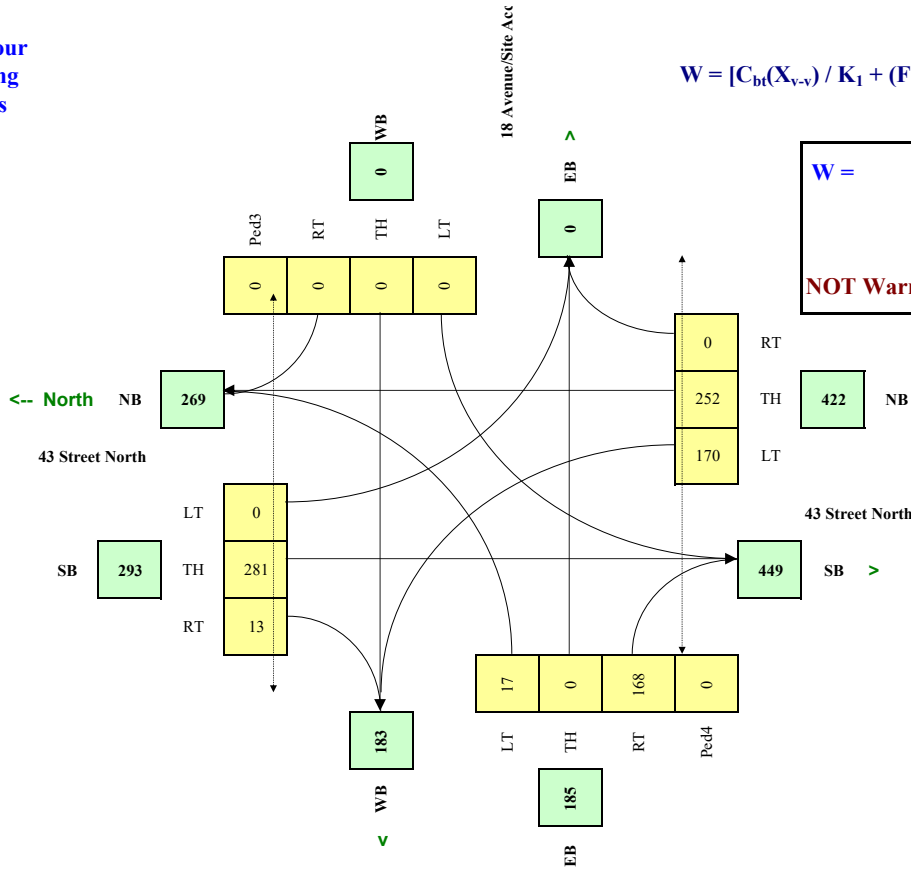 our
ng
s
18 Avenue/Site Acc
W = [Cbt(Xv-v) / K1 + (F
WB
0
^
EB
0
W =
NOT Warr
Ped3
RT
TH
LT
0
0
0
0
0
RT
<-- North
NB
269
252
TH
422
NB
43 Street North
170
LT
LT
0
43 Street North
SB
293
TH
281
449
SB
>
RT
13
17
0
168
0
183
LT
TH
RT
Ped4
WB
185
v
EB